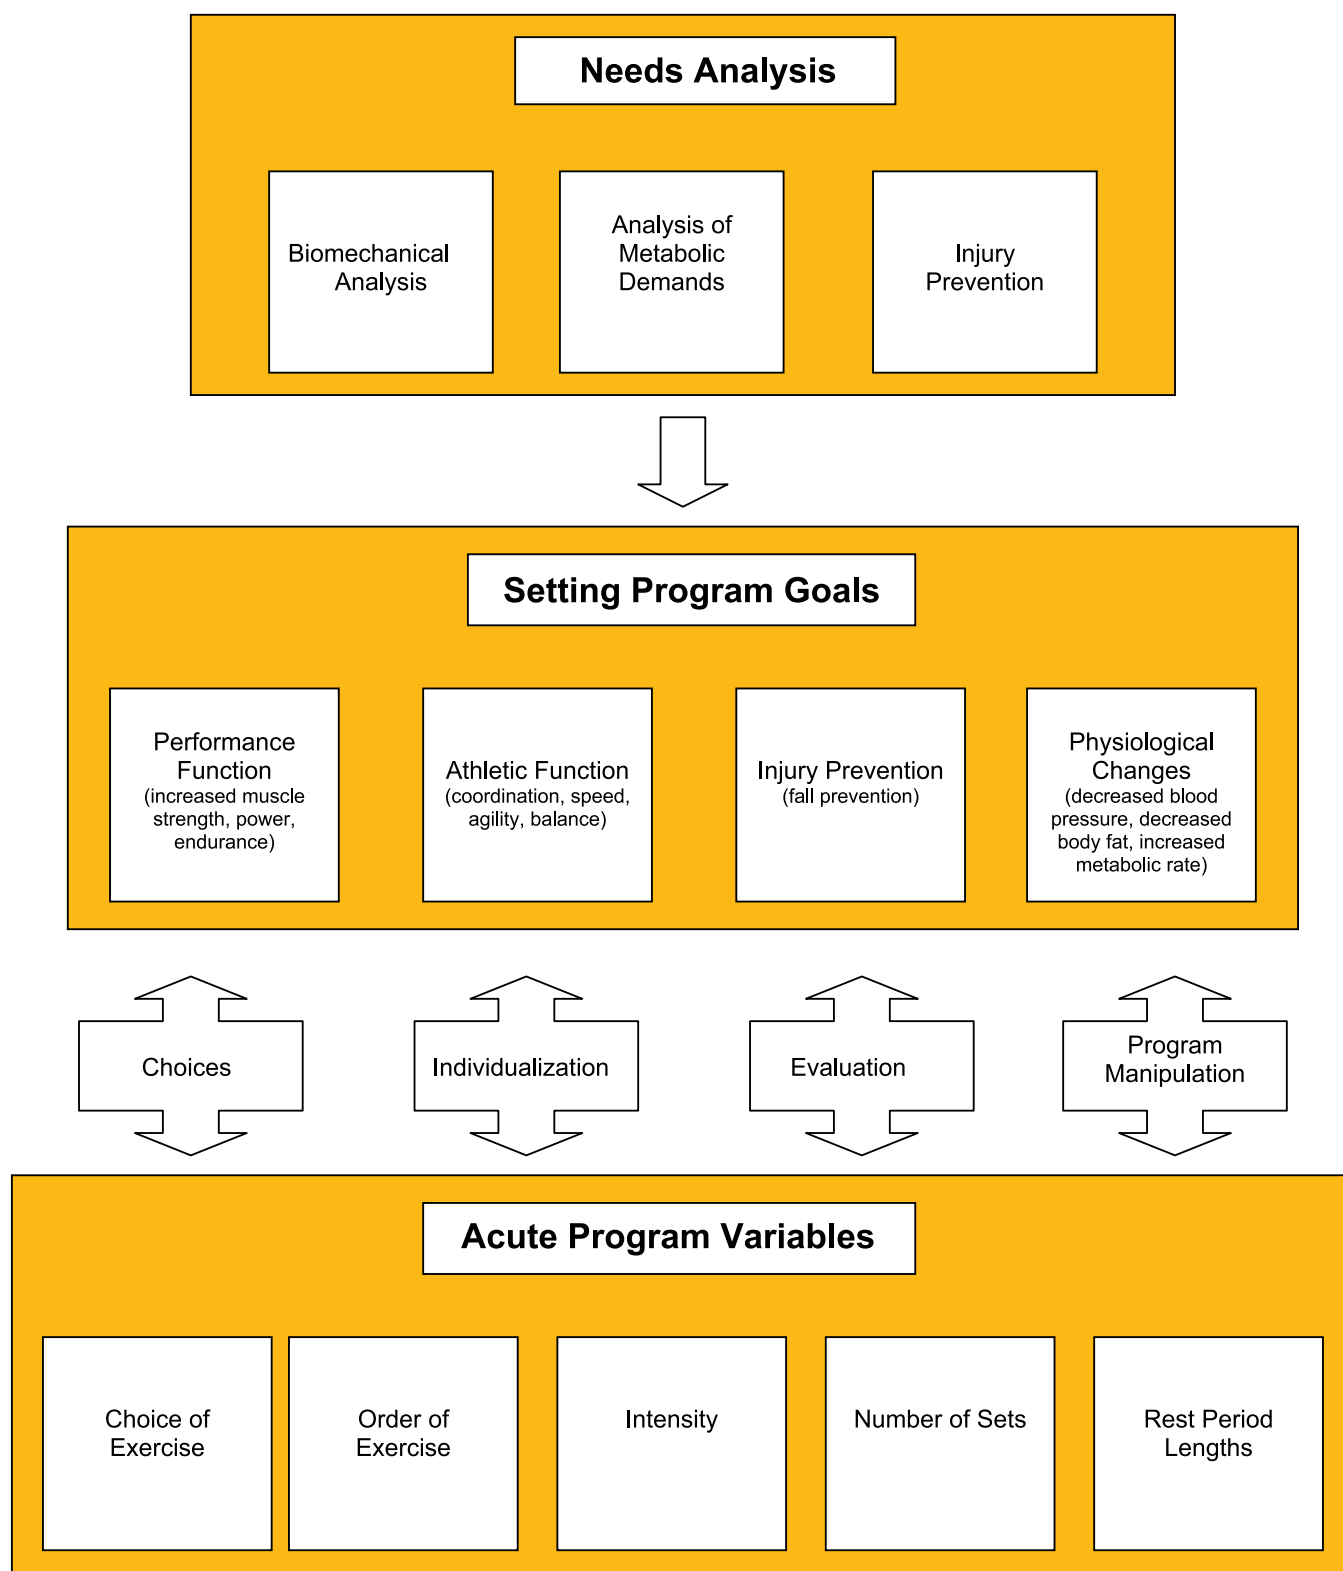 Needs Analysis
Biomechanical
Analysis
Analysis of
Metabolic
Demands
Injury
Prevention
Setting Program Goals
Performance
Function
(increased muscle
strength, power,
endurance)
Athletic Function
(coordination, speed,
agility, balance)
Injury Prevention
(fall prevention)
Physiological
Changes
(decreased blood
pressure, decreased
body fat, increased
metabolic rate)
Choices
Individualization
Evaluation
Program
Manipulation
Acute Program Variables
Choice of
Exercise
Order of
Exercise
Intensity
Number of Sets
Rest Period
Lengths